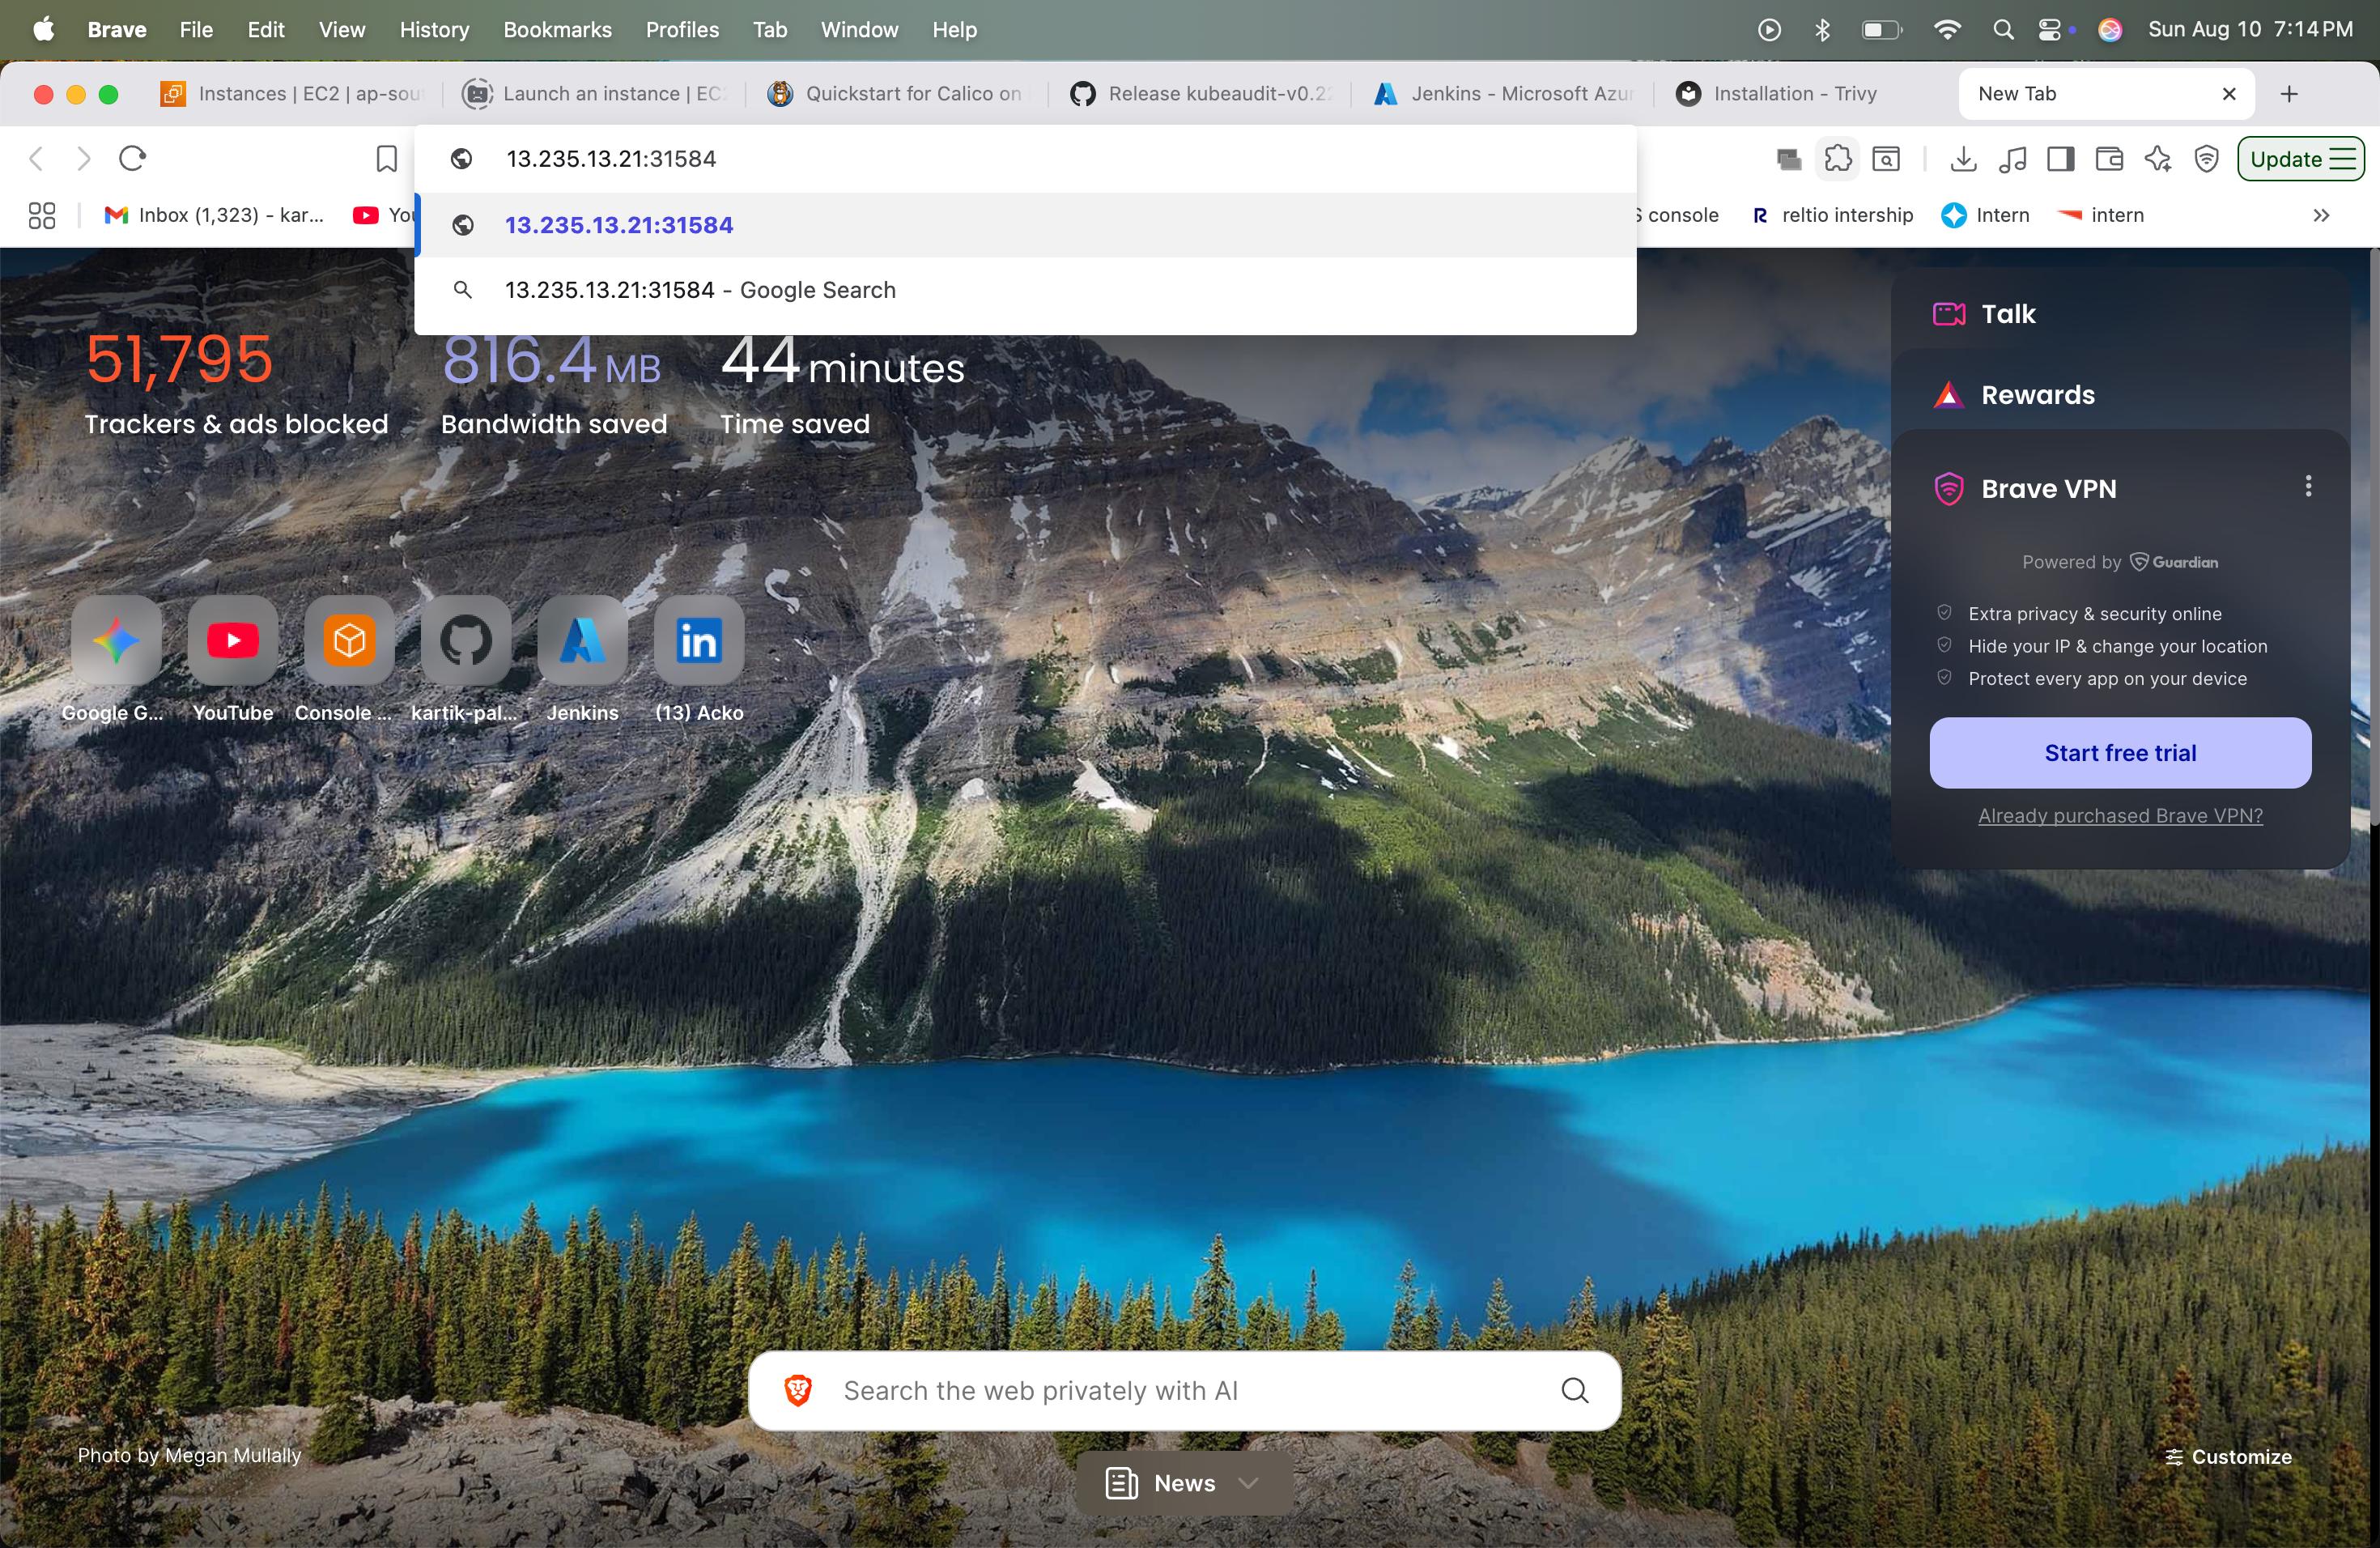 Brave File Edit View History Bookmarks Profiles Tab Window Help Sun Aug 10 7:14 PM
Instances | EC2 | ap-sou Launch an instance | EC2 Quickstart for Calico on Release kubeaudit-v0.22 Jenkins - Microsoft Azur Installation - Trivy New Tab
13.235.13.21:31584 Update
Inbox (1,323) - kar... You S console reltio intership Intern intern
13.235.13.21:31584
13.235.13.21:31584 - Google Search
51,795 816.4 MB 44 minutes
Trackers & ads blocked Bandwidth saved Time saved
Talk
Rewards
Brave VPN
Powered by Guardian
Extra privacy & security online
Hide your IP & change your location
Protect every app on your device
Start free trial
Already purchased Brave VPN?
Google G... YouTube Console ... kartik-pal... Jenkins (13) Acko
Search the web privately with AI
Photo by Megan Mullally
News
Customize